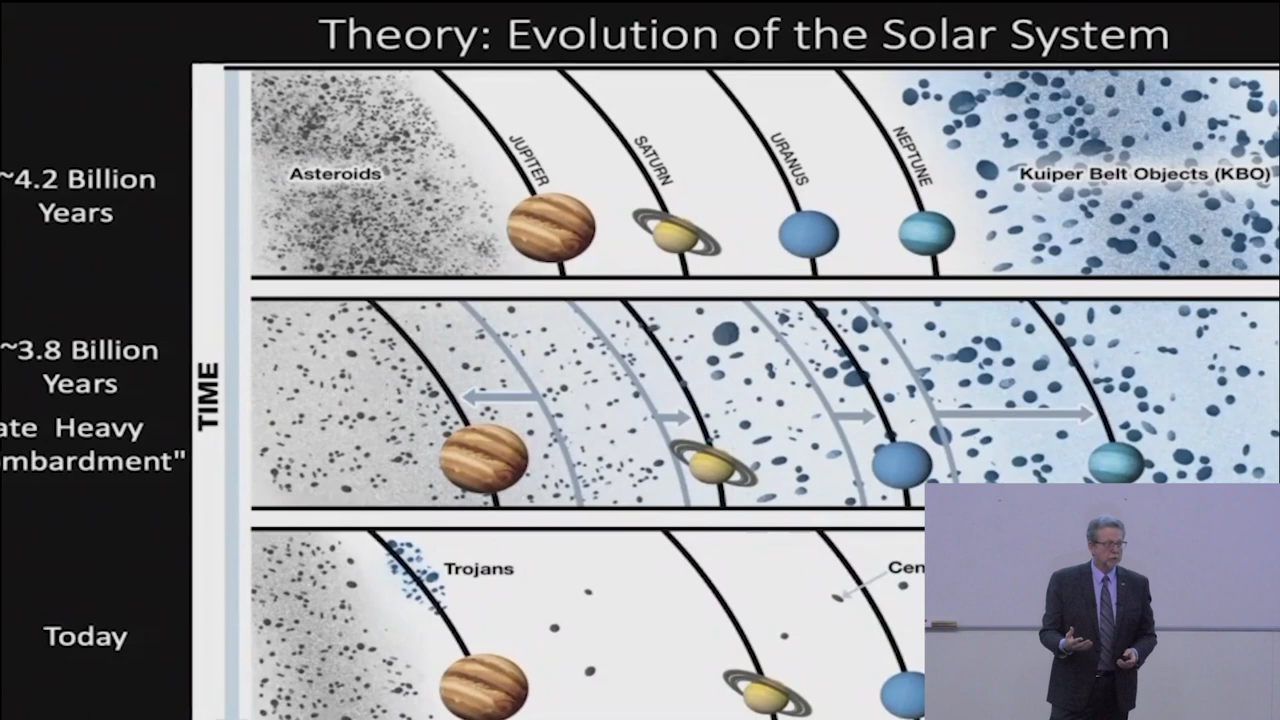 Theory: Evolution of the Solar System
~4.2 Billion
Years
Asteroids
JUPITER
SATURN
URANUS
NEPTUNE
Kuiper Belt Objects (KBO)
TIME
~3.8 Billion
Years
ate Heavy
mbardment"
Today
Trojans
Cen